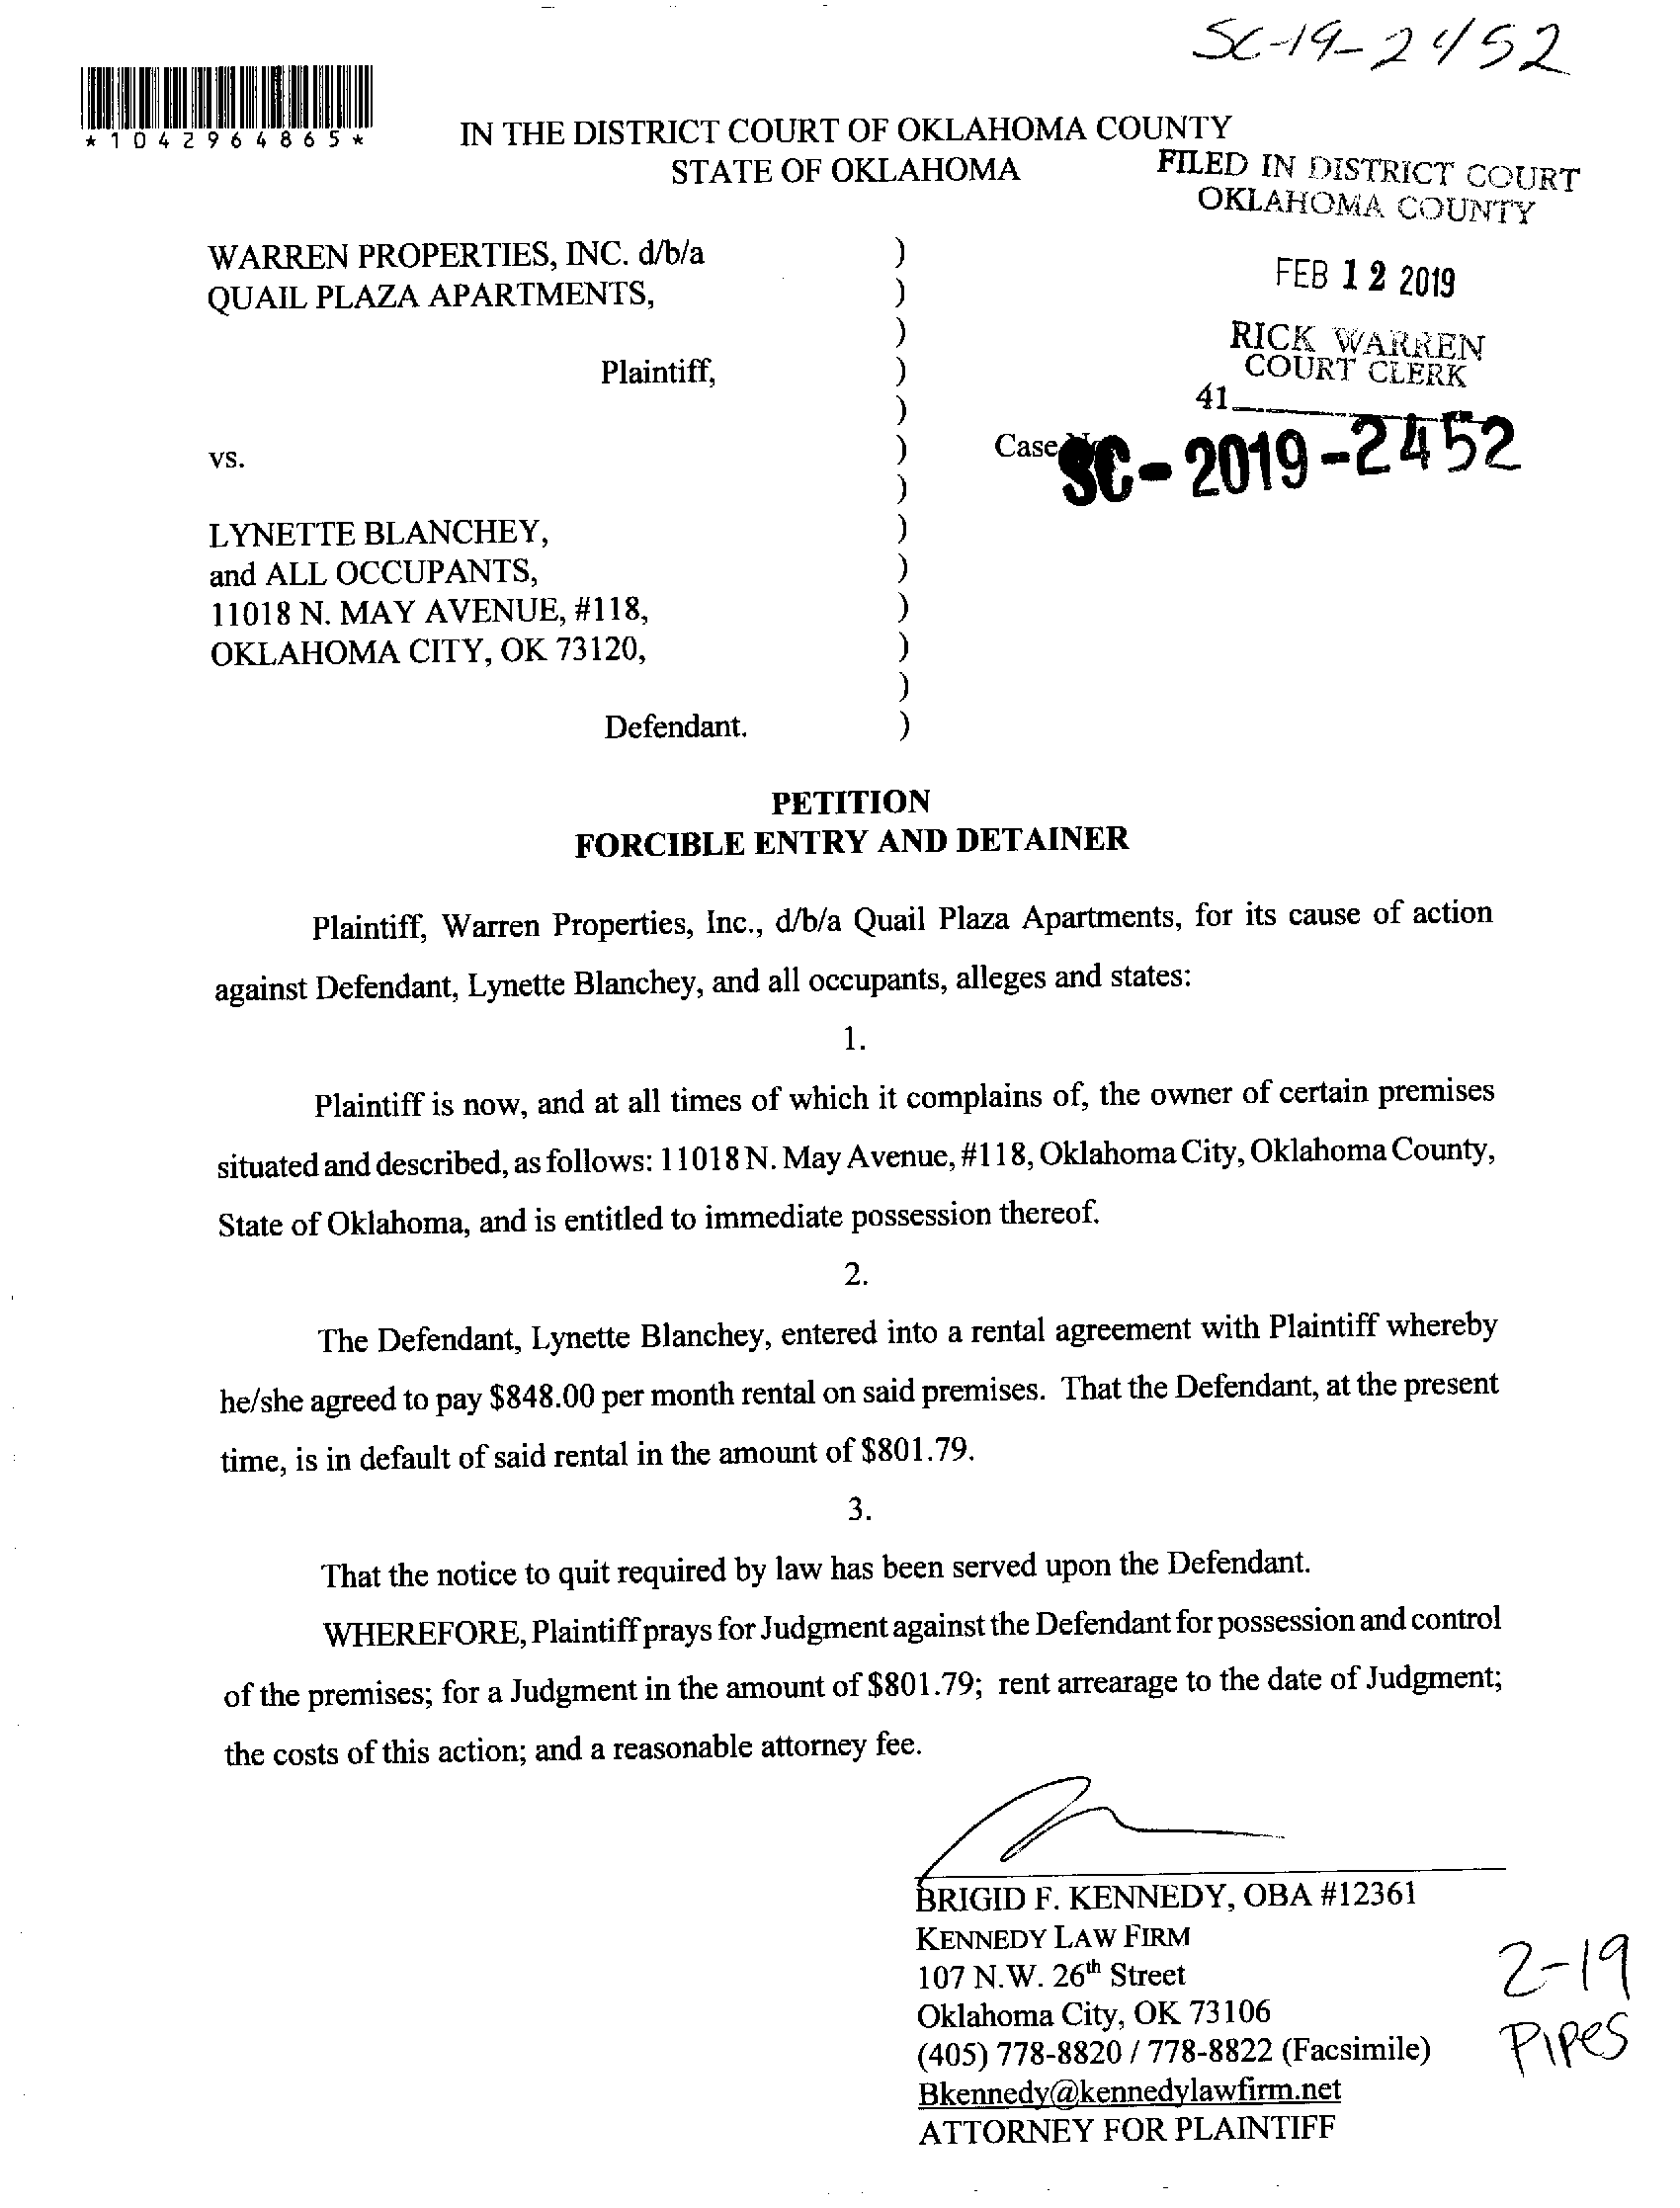 SC-19-2452
*1042964865*
IN THE DISTRICT COURT OF OKLAHOMA COUNTY
STATE OF OKLAHOMA
FILED IN DISTRICT COURT
OKLAHOMA COUNTY
WARREN PROPERTIES, INC. d/b/a )
QUAIL PLAZA APARTMENTS, )
FEB 12 2019
)
RICK WARREN
COURT CLERK
Plaintiff, )
41
)
vs. ) Case SC-2019-2452
)
LYNETTE BLANCHEY, )
and ALL OCCUPANTS, )
11018 N. MAY AVENUE, #118, )
OKLAHOMA CITY, OK 73120, )
)
Defendant. )
PETITION
FORCIBLE ENTRY AND DETAINER
Plaintiff, Warren Properties, Inc., d/b/a Quail Plaza Apartments, for its cause of action
against Defendant, Lynette Blanchey, and all occupants, alleges and states:
1.
Plaintiff is now, and at all times of which it complains of, the owner of certain premises
situated and described, as follows: 11018 N. May Avenue, #118, Oklahoma City, Oklahoma County,
State of Oklahoma, and is entitled to immediate possession thereof.
2.
The Defendant, Lynette Blanchey, entered into a rental agreement with Plaintiff whereby
he/she agreed to pay $848.00 per month rental on said premises. That the Defendant, at the present
time, is in default of said rental in the amount of $801.79.
3.
That the notice to quit required by law has been served upon the Defendant.
WHEREFORE, Plaintiff prays for Judgment against the Defendant for possession and control
of the premises; for a Judgment in the amount of $801.79; rent arrearage to the date of Judgment;
the costs of this action; and a reasonable attorney fee.
BRIGID F. KENNEDY, OBA #12361
KENNEDY LAW FIRM
107 N.W. 26th Street
Oklahoma City, OK 73106
(405) 778-8820 / 778-8822 (Facsimile)
Bkennedy@kennedylawfirm.net
ATTORNEY FOR PLAINTIFF
2-19
PIPES